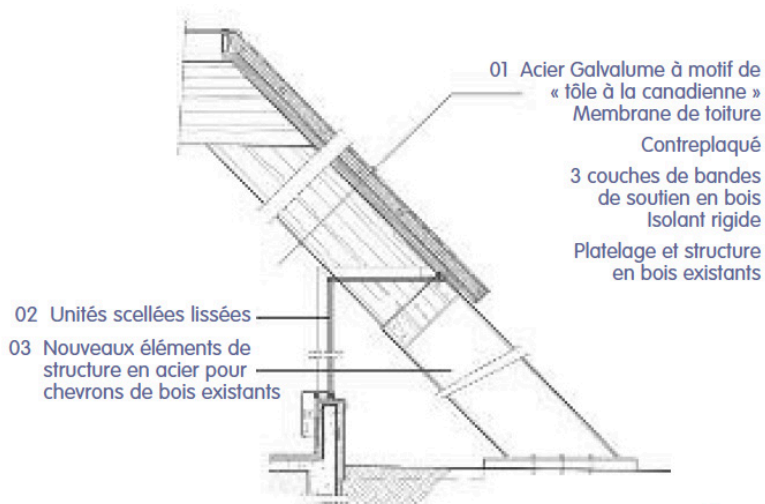 01 Acier Galvalume à motif de
« tôle à la canadienne »
Membrane de toiture
Contreplaqué
3 couches de bandes
de soutien en bois
Isolant rigide
Platelage et structure
en bois existants
02 Unités scellées lissées
03 Nouveaux éléments de
structure en acier pour
chevrons de bois existants